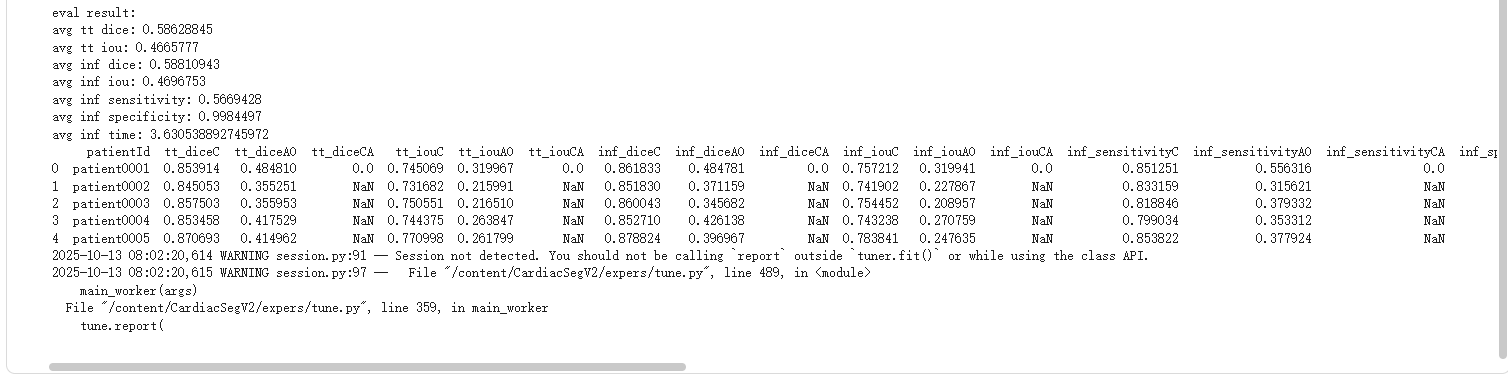 eval result:
avg tt dice: 0.58628845
avg tt iou: 0.4665777
avg inf dice: 0.58810943
avg inf iou: 0.4696753
avg inf sensitivity: 0.5669428
avg inf specificity: 0.9984497
avg inf time: 3.630538892745972
patientId tt_diceC tt_diceAO tt_diceCA tt_iouC tt_iouAO tt_iouCA inf_diceC inf_diceAO inf_diceCA inf_iouC inf_iouAO inf_iouCA inf_sensitivityC inf_sensitivityAO inf_sensitivityCA inf_sp
0 patient0001 0.853914 0.484810 0.0 0.745069 0.319967 0.0 0.861833 0.484781 0.0 0.757212 0.319941 0.0 0.851251 0.556316 0.0
1 patient0002 0.845053 0.355251 NaN 0.731682 0.215991 NaN 0.851830 0.371159 NaN 0.741902 0.227867 NaN 0.833159 0.315621 NaN
2 patient0003 0.857503 0.355953 NaN 0.750551 0.216510 NaN 0.860043 0.345682 NaN 0.754452 0.208957 NaN 0.818846 0.379332 NaN
3 patient0004 0.853458 0.417529 NaN 0.744375 0.263847 NaN 0.852710 0.426138 NaN 0.743238 0.270759 NaN 0.799034 0.353312 NaN
4 patient0005 0.870693 0.414962 NaN 0.770998 0.261799 NaN 0.878824 0.396967 NaN 0.783841 0.247635 NaN 0.853822 0.377924 NaN
2025-10-13 08:02:20,614 WARNING session.py:91 -- Session not detected. You should not be calling `report` outside `tuner.fit()` or while using the class API.
2025-10-13 08:02:20,615 WARNING session.py:97 --   File "/content/CardiacSegV2/expers/tune.py", line 489, in <module>
main_worker(args)
File "/content/CardiacSegV2/expers/tune.py", line 359, in main_worker
tune.report(